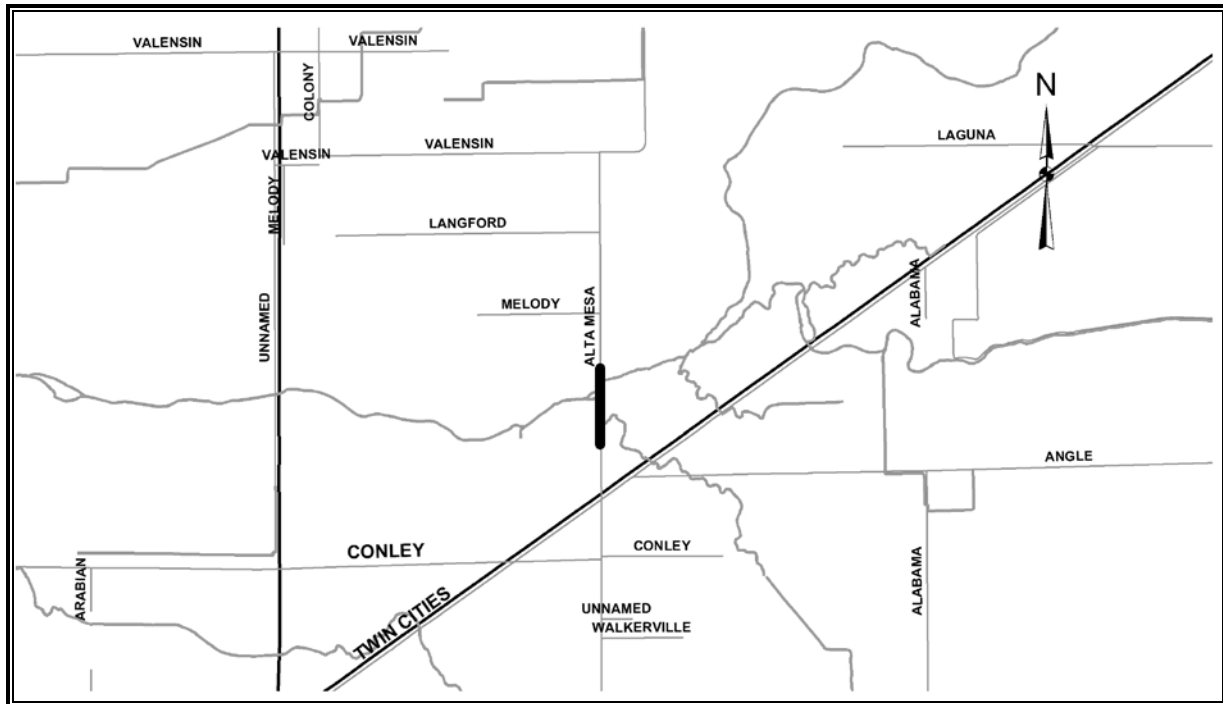 VALENSIN
VALENSIN
COLONY
N
LAGUNA
VALENSIN
VALENSIN
MELODY
LANGFORD
ALABAMA
UNNAMED
MELODY
ALTA MESA
ANGLE
CONLEY
CONLEY
ARABIAN
ALABAMA
TWIN CITIES
UNNAMED
WALKERVILLE